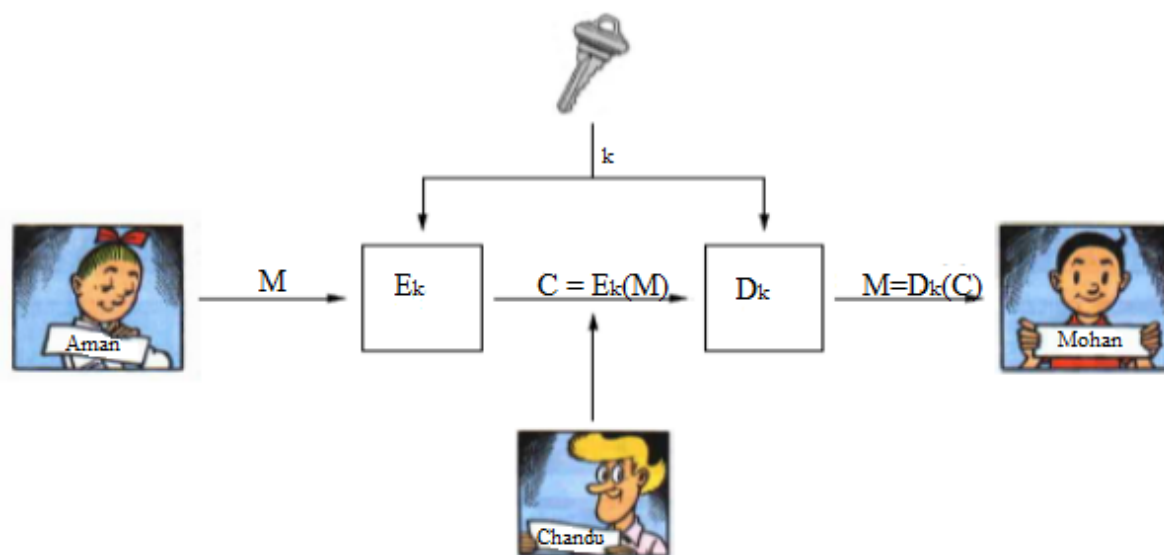 k
M
Ek
C = Ek(M)
Dk
M=Dk(C)
Aman
Mohan
Chandu